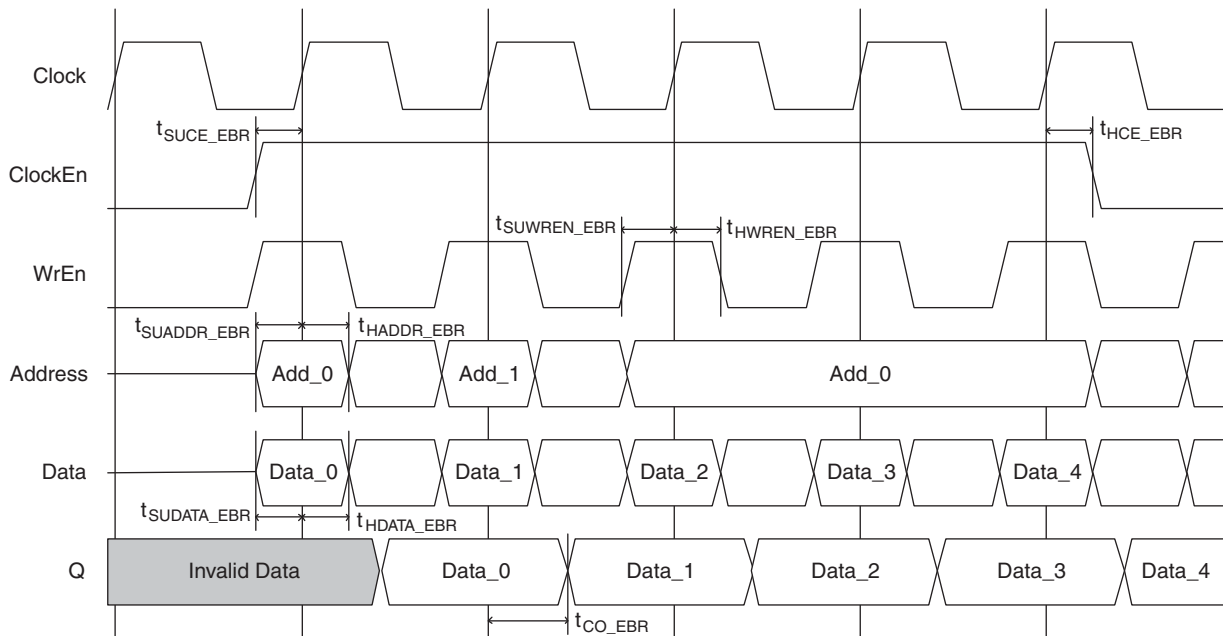 Clock
tSUCE_EBR
tHCE_EBR
ClockEn
tSUWREN_EBR
tHWREN_EBR
WrEn
tSUADDR_EBR
tHADDR_EBR
Address
Add_0
Add_1
Add_0
Data
Data_0
Data_1
Data_2
Data_3
Data_4
tSUDATA_EBR
tHDATA_EBR
Q
Invalid Data
Data_0
Data_1
Data_2
Data_3
Data_4
tCO_EBR